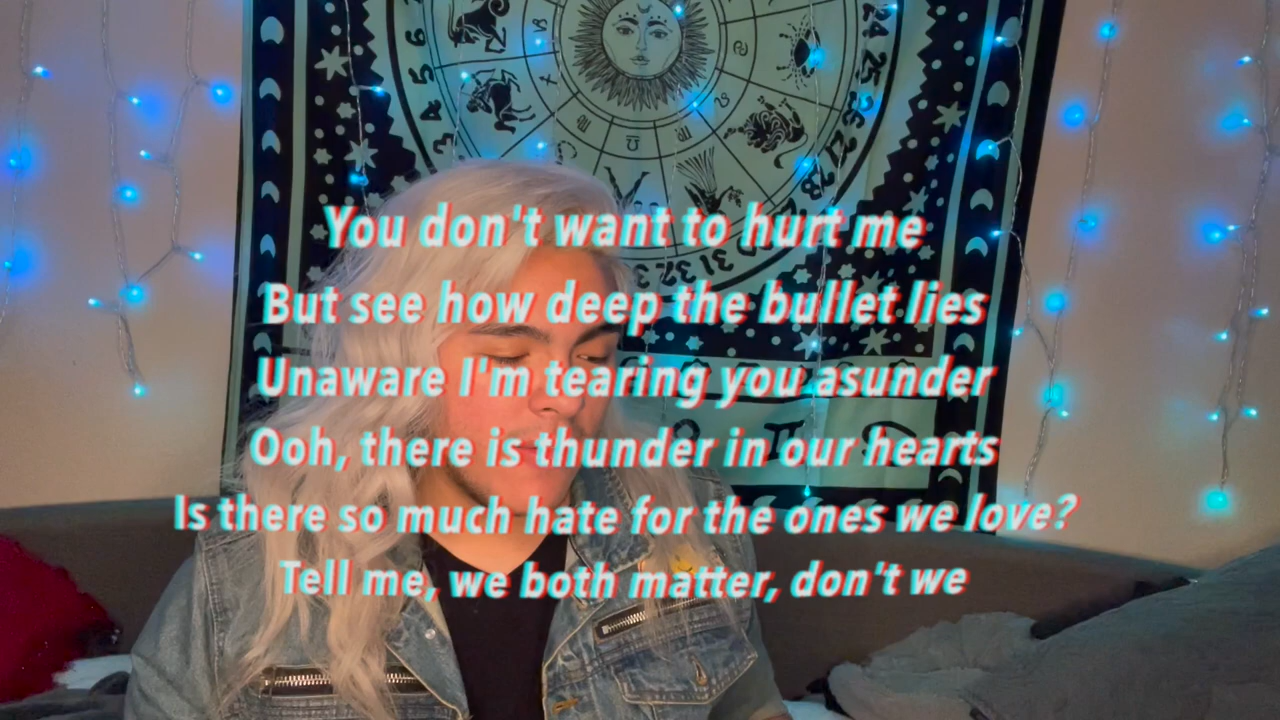 You don't want to hurt me
But see how deep the bullet lies
Unaware I'm tearing you asunder
Ooh, there is thunder in our hearts
Is there so much hate for the ones we love?
Tell me, we both matter, don't we